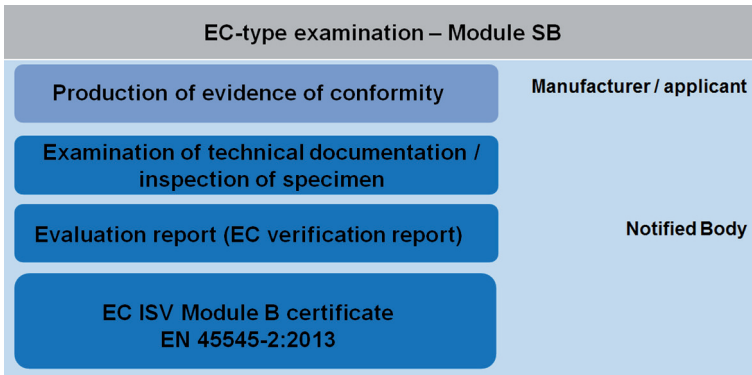 EC-type examination – Module SB
Production of evidence of conformity
Manufacturer / applicant
Examination of technical documentation /
inspection of specimen
Evaluation report (EC verification report)
Notified Body
EC ISV Module B certificate
EN 45545-2:2013